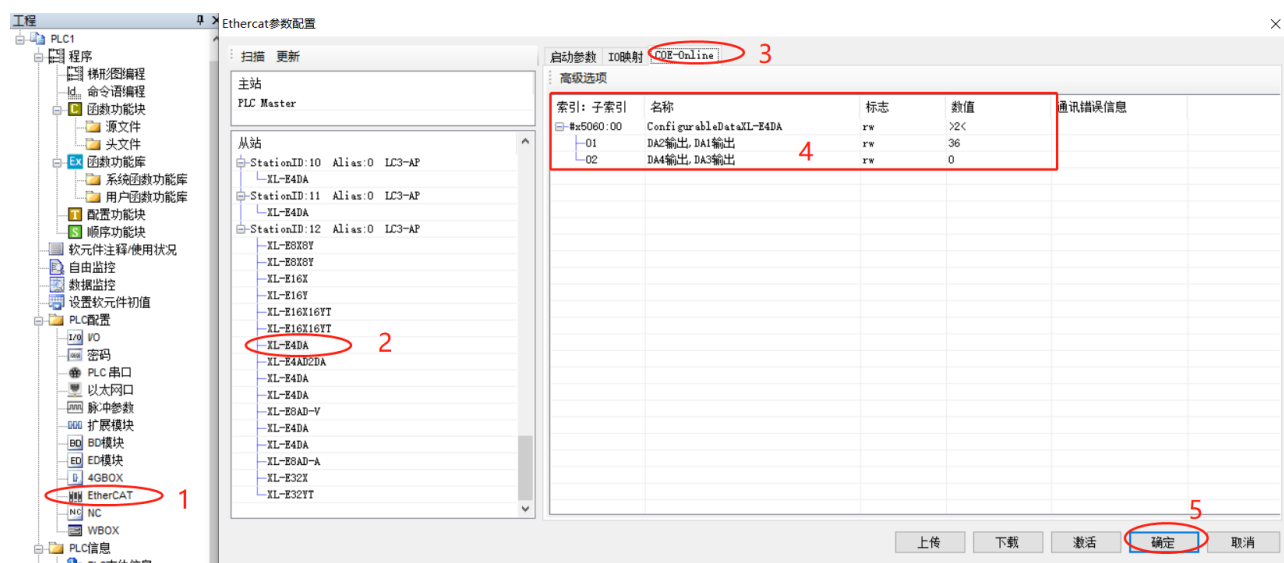 工程
PLC1
程序
梯形图编程
命令语编程
函数功能块
源文件
头文件
函数功能库
系统函数功能库
用户函数功能库
配置功能块
顺序功能块
软元件注释/使用状况
自由监控
数据监控
设置软元件初值
PLC配置
I/O
密码
PLC 串口
以太网口
脉冲参数
扩展模块
BD模块
ED模块
4GBOX
EtherCAT 1
NC
WBOX
PLC信息
Ethercat参数配置
扫描 更新
主站
PLC Master
从站
StationID:10 Alias:0 LC3-AP
XL-E4DA
StationID:11 Alias:0 LC3-AP
XL-E4DA
StationID:12 Alias:0 LC3-AP
XL-E8X8Y
XL-E8X8Y
XL-E16X
XL-E16Y
XL-E16X16YT
XL-E16X16YT
XL-E4DA 2
XL-E4AD2DA
XL-E4DA
XL-E4DA
XL-E8AD-V
XL-E4DA
XL-E4DA
XL-E8AD-A
XL-E32X
XL-E32YT
启动参数 IO映射 COE-Online 3
高级选项
索引: 子索引 名称 标志 数值 通讯错误信息
#x5060:00 ConfigurableDataXL-E4DA rw >2<
01 DA2输出,DA1输出 rw 36
02 DA4输出,DA3输出 rw 0
4
5
上传 下载 激活 确定 取消